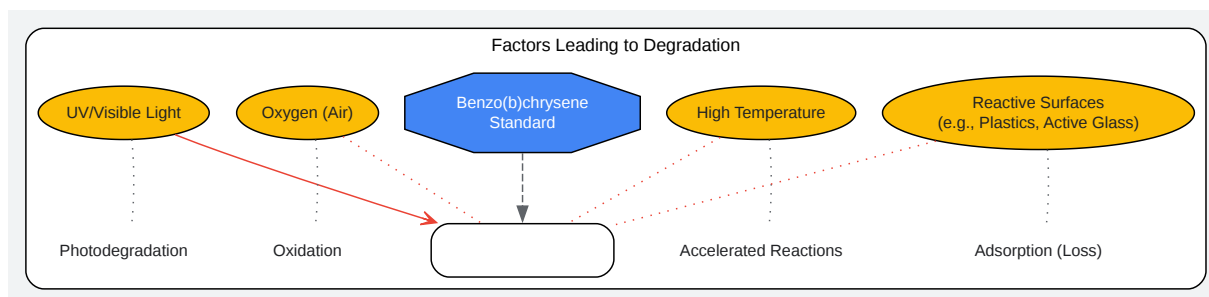 Factors Leading to Degradation
UV/Visible Light
Oxygen (Air)
Benzo(b)chrysene
Standard
High Temperature
Reactive Surfaces
(e.g., Plastics, Active Glass)
Photodegradation
Oxidation
Accelerated Reactions
Adsorption (Loss)